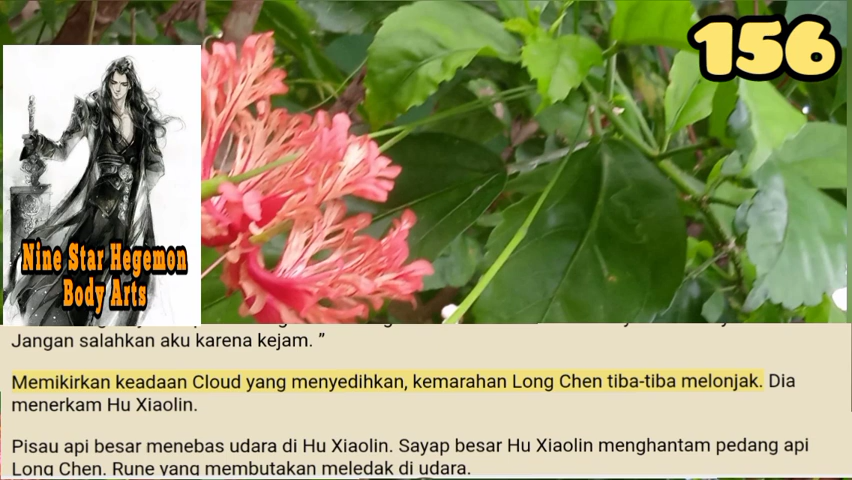 156
Nine Star Hegemon
Body Arts
Jangan salahkan aku karena kejam. ”
Memikirkan keadaan Cloud yang menyedihkan, kemarahan Long Chen tiba-tiba melonjak. Dia
menerkam Hu Xiaolin.
Pisau api besar menebas udara di Hu Xiaolin. Sayap besar Hu Xiaolin menghantam pedang api
Long Chen. Rune yang membutakan meledak di udara.